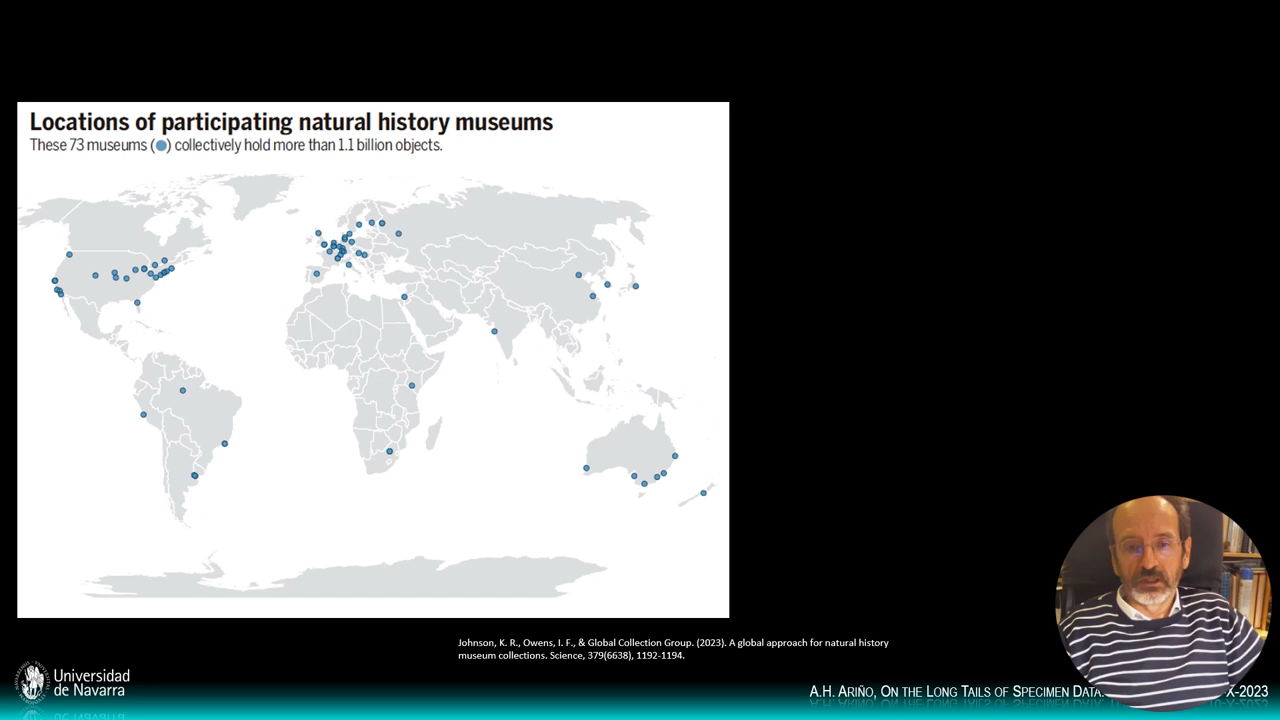 Locations of participating natural history museums
These 73 museums ( ) collectively hold more than 1.1 billion objects.
Johnson, K. R., Owens, I. F., & Global Collection Group. (2023). A global approach for natural history
museum collections. Science, 379(6638), 1192-1194.
Universidad
de Navarra
A.H. ARIÑO, ON THE LONG TAILS OF SPECIMEN DATA. X-2023